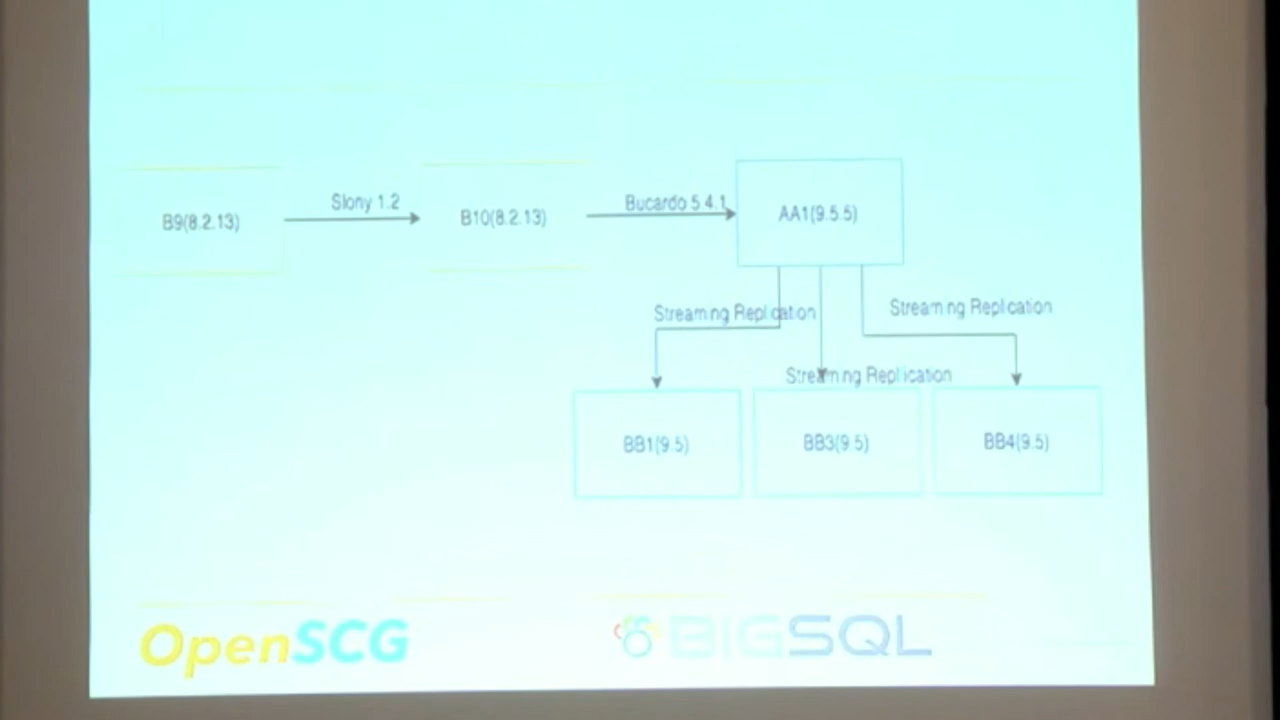 Slony 1.2
Bucardo 5.4.1
B9(8.2.13)
B10(8.2.13)
AA1(9.5.5)
Streaming Replication
Streaming Replication
Streaming Replication
BB1(9.5)
BB3(9.5)
BB4(9.5)
OpenSCG
BIGSQL